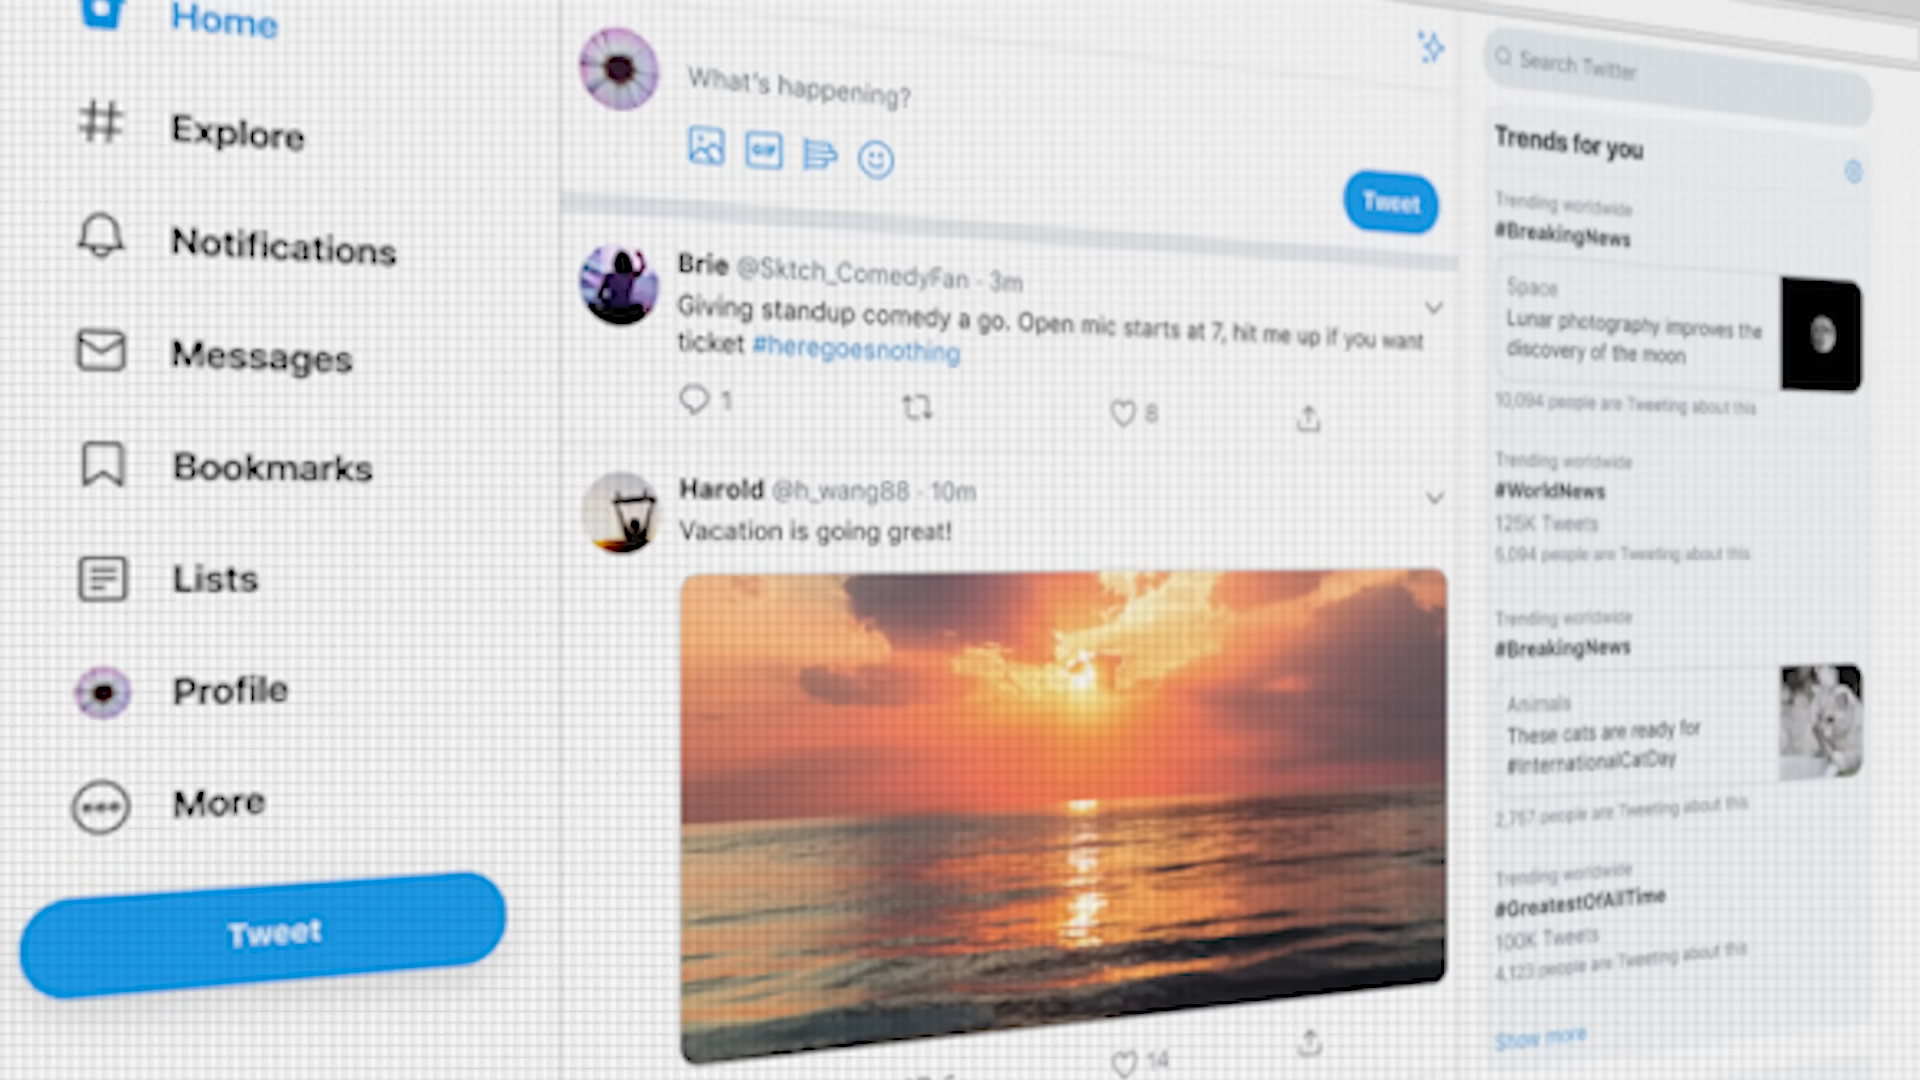 Home
Explore
Notifications
Messages
Bookmarks
Lists
Profile
More
Tweet
What's happening?
GIF
Tweet
Brie @Sktch_ComedyFan · 3m
Giving standup comedy a go. Open mic starts at 7, hit me up if you want
ticket #heregoesnothing
1
8
Harold @h_wang88 · 10m
Vacation is going great!
14
Search Twitter
Trends for you
Trending worldwide
#BreakingNews
Space
Lunar photography improves the
discovery of the moon
10,094 people are Tweeting about this
Trending worldwide
#WorldNews
125K Tweets
5,094 people are Tweeting about this
Trending worldwide
#BreakingNews
Animals
These cats are ready for
#InternationalCatDay
2,757 people are Tweeting about this
Trending worldwide
#GreatestOfAllTime
100K Tweets
4,123 people are Tweeting about this
Show more